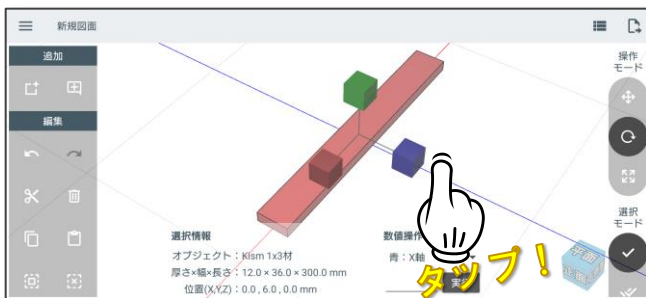 新規図面
追加
編集
操作
モード
選択
モード
選択情報
オブジェクト：Kism 1x3材
厚さ×幅×長さ：12.0 × 36.0 × 300.0 mm
位置(X,Y,Z)：0.0 , 6.0 , 0.0 mm
数値操作
青：X軸
タップ！
平面